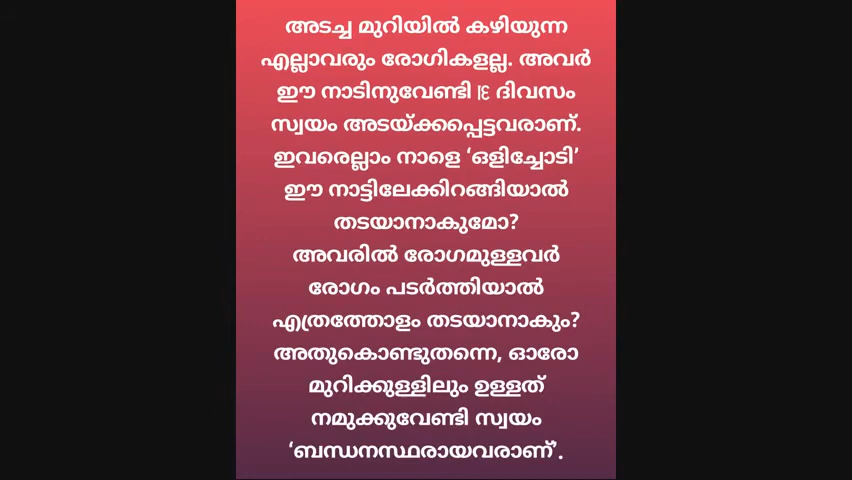 അടച്ച മുറിയിൽ കഴിയുന്ന
എല്ലാവരും രോഗികളല്ല. അവർ
ഈ നാടിനുവേണ്ടി ൧൪ ദിവസം
സ്വയം അടയ്ക്കപ്പെട്ടവരാണ്.
ഇവരെല്ലാം നാളെ ‘ഒളിച്ചോടി’
ഈ നാട്ടിലേക്കിറങ്ങിയാൽ
തടയാനാകുമോ?
അവരിൽ രോഗമുള്ളവർ
രോഗം പടർത്തിയാൽ
എത്രത്തോളം തടയാനാകും?
അതുകൊണ്ടുതന്നെ, ഓരോ
മുറിക്കുള്ളിലും ഉള്ളത്
നമുക്കുവേണ്ടി സ്വയം
‘ബന്ധനസ്ഥരായവരാണ്’.